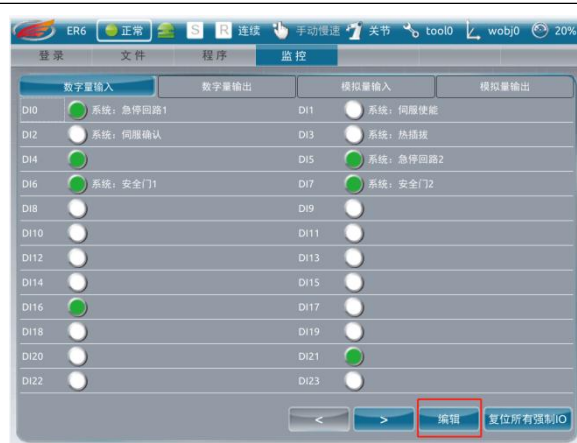 ER6 正常 S R 连续 手动慢速 关节 tool0 wobj0 20%
登录 文件 程序 监控
数字量输入 数字量输出 模拟量输入 模拟量输出
DI0 系统：急停回路1 DI1 系统：伺服使能
DI2 系统：伺服确认 DI3 系统：热插拔
DI4 DI5 系统：急停回路2
DI6 系统：安全门1 DI7 系统：安全门2
DI8 DI9
DI10 DI11
DI12 DI13
DI14 DI15
DI16 DI17
DI18 DI19
DI20 DI21
DI22 DI23
< > 编辑 复位所有强制IO